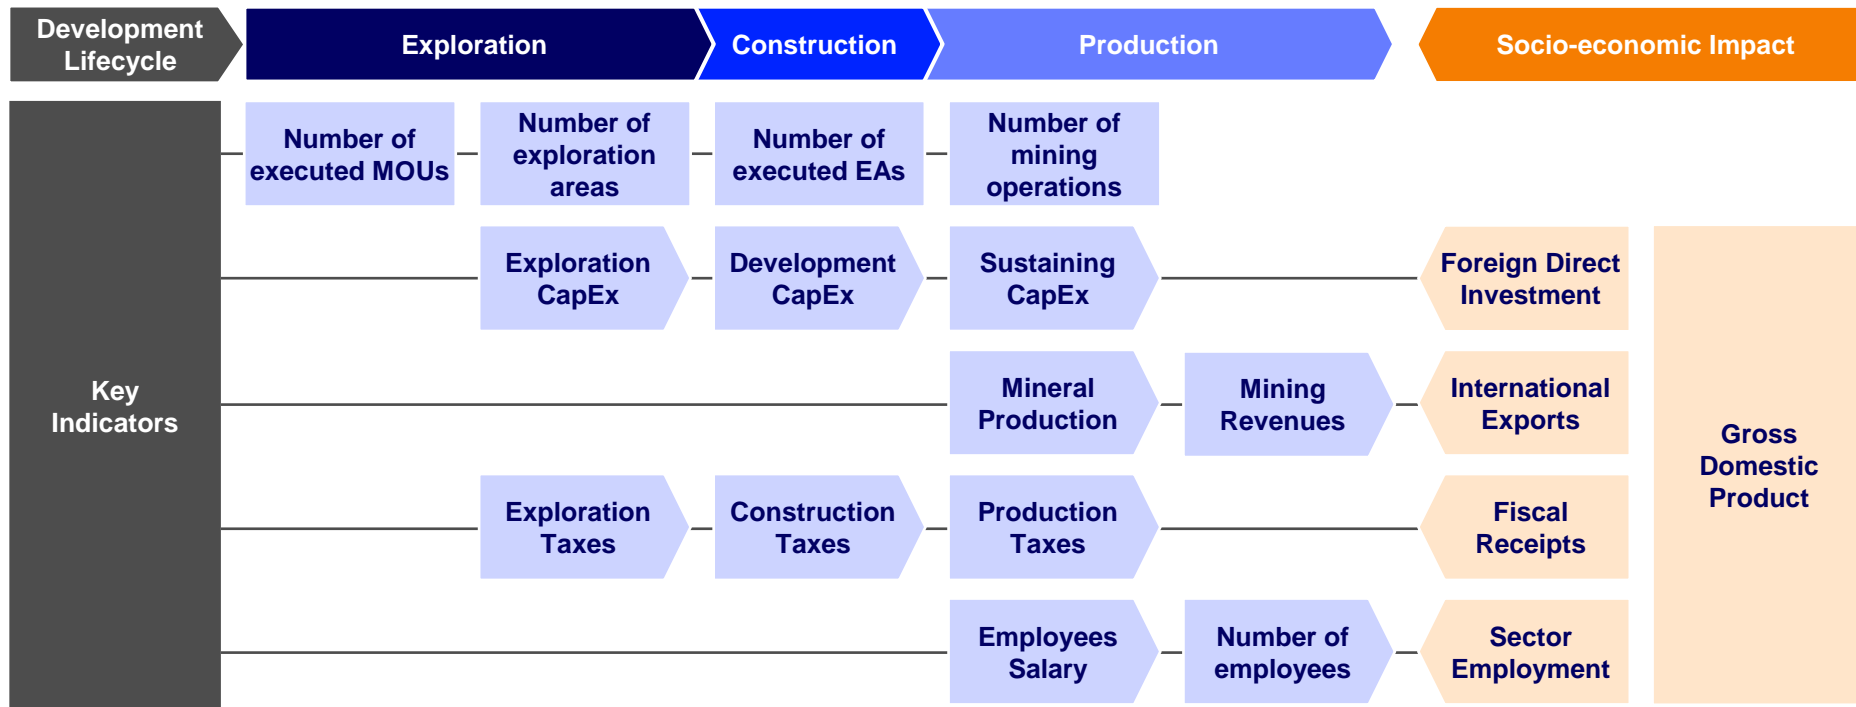 Development
Lifecycle
Exploration
Construction
Production
Socio-economic Impact
Key
Indicators
Number of
executed MOUs
Number of
exploration
areas
Number of
executed EAs
Number of
mining
operations
Exploration
CapEx
Development
CapEx
Sustaining
CapEx
Foreign Direct
Investment
Mineral
Production
Mining
Revenues
International
Exports
Exploration
Taxes
Construction
Taxes
Production
Taxes
Fiscal
Receipts
Employees
Salary
Number of
employees
Sector
Employment
Gross
Domestic
Product